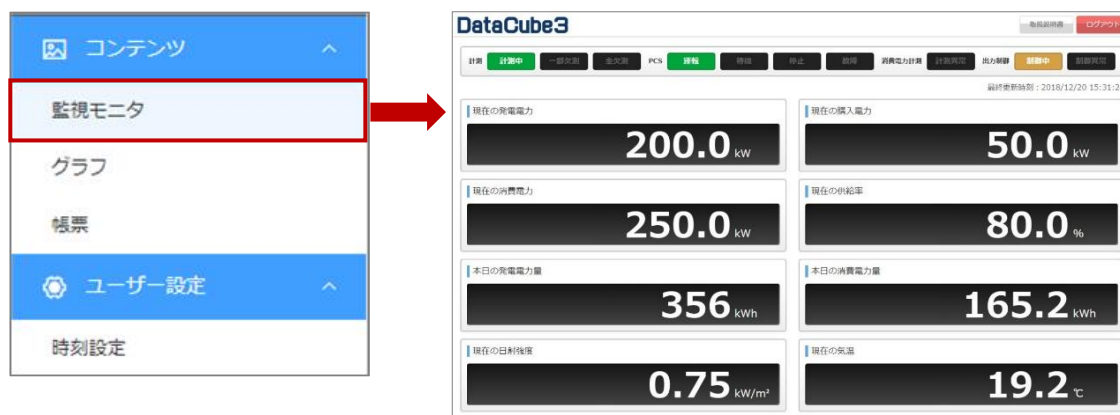 コンテンツ
監視モニタ
グラフ
帳票
ユーザー設定
時刻設定
DataCube3
取扱説明書 ログアウト
計測 計測中 一部欠測 全欠測 PCS 運転 待機 停止 故障 消費電力計測 計測異常 出力制御 制御中 制御異常
最終更新時刻 : 2018/12/20 15:31:2
現在の発電電力
200.0 kW
現在の購入電力
50.0 kW
現在の消費電力
250.0 kW
現在の供給率
80.0 %
本日の発電電力量
356 kWh
本日の消費電力量
165.2 kWh
現在の日射強度
0.75 kW/m²
現在の気温
19.2 ℃